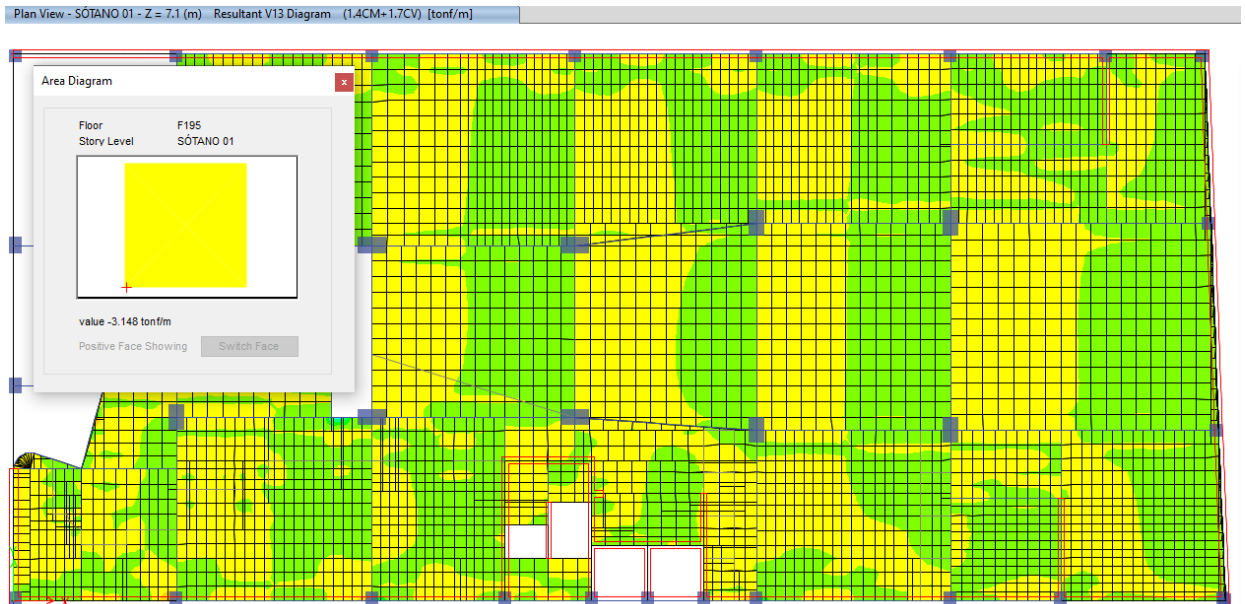 Plan View - SÓTANO 01 - Z = 7.1 (m) Resultant V13 Diagram (1.4CM+1.7CV) [tonf/m]
Area Diagram
x
Floor F195
Story Level SÓTANO 01
value -3.148 tonf/m
Positive Face Showing Switch Face
X